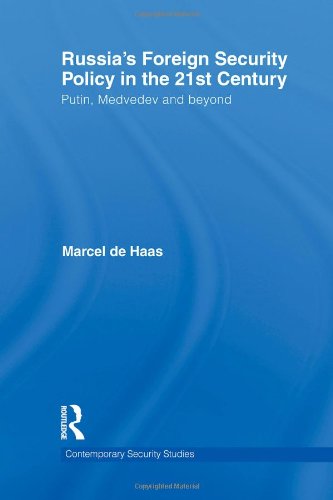 Russia's Foreign Security
Policy in the 21st Century
Putin, Medvedev and beyond
Marcel de Haas
ROUTLEDGE
Contemporary Security Studies